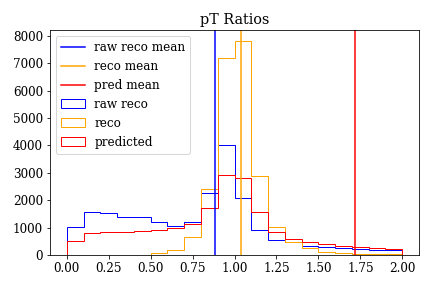 pT Ratios
8000
7000
6000
5000
4000
3000
2000
1000
0
raw reco mean
reco mean
pred mean
raw reco
reco
predicted
0.00 0.25 0.50 0.75 1.00 1.25 1.50 1.75 2.00